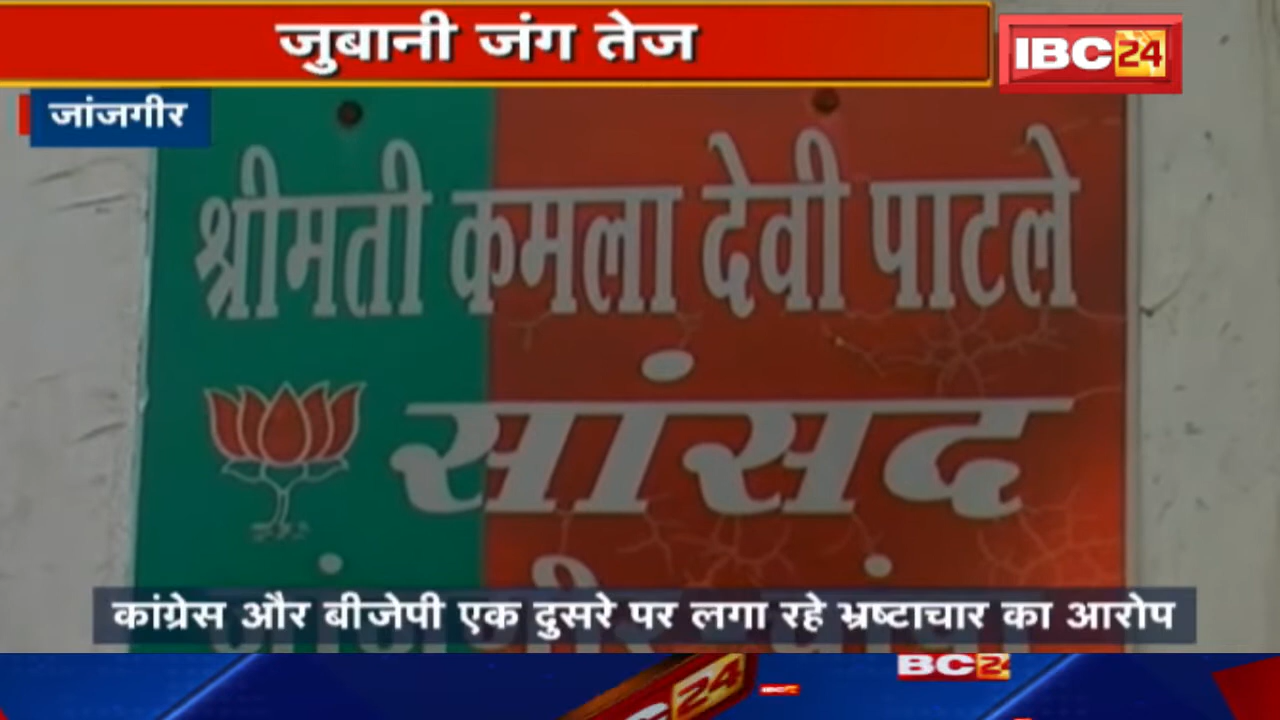 जुबानी जंग तेज
IBC24
जांजगीर
श्रीमती कमला देवी पाटले
सांसद
कांग्रेस और बीजेपी एक दुसरे पर लगा रहे भ्रष्टाचार का आरोप